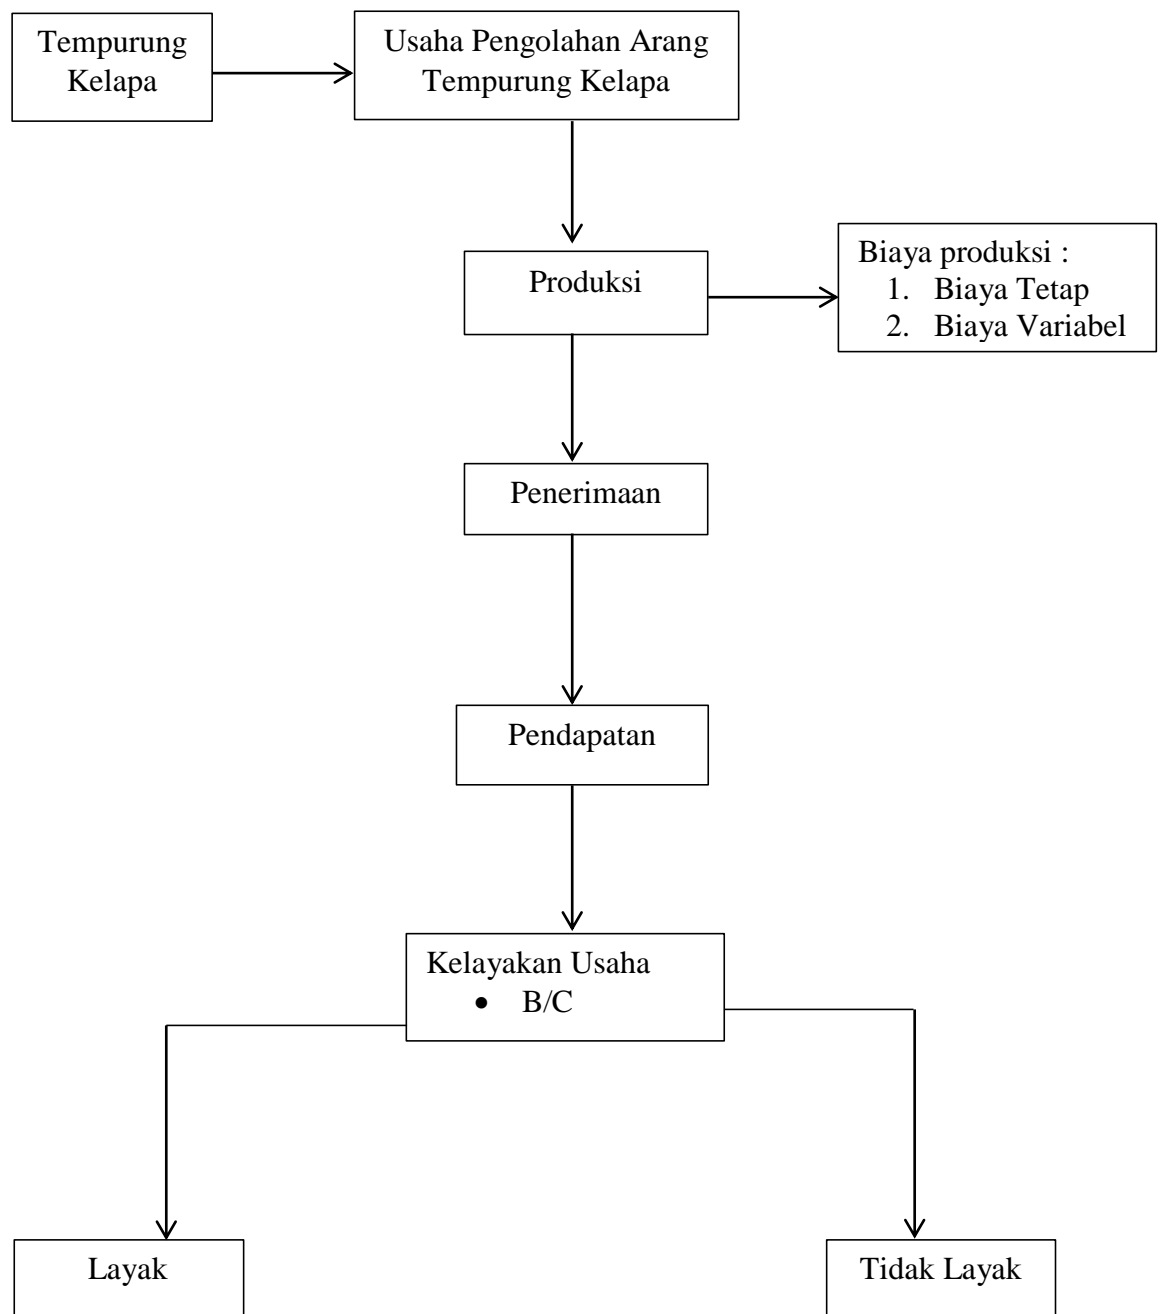 Tempurung
Kelapa
Usaha Pengolahan Arang
Tempurung Kelapa
Produksi
Biaya produksi :
1. Biaya Tetap
2. Biaya Variabel
Penerimaan
Pendapatan
Kelayakan Usaha
• B/C
Layak
Tidak Layak